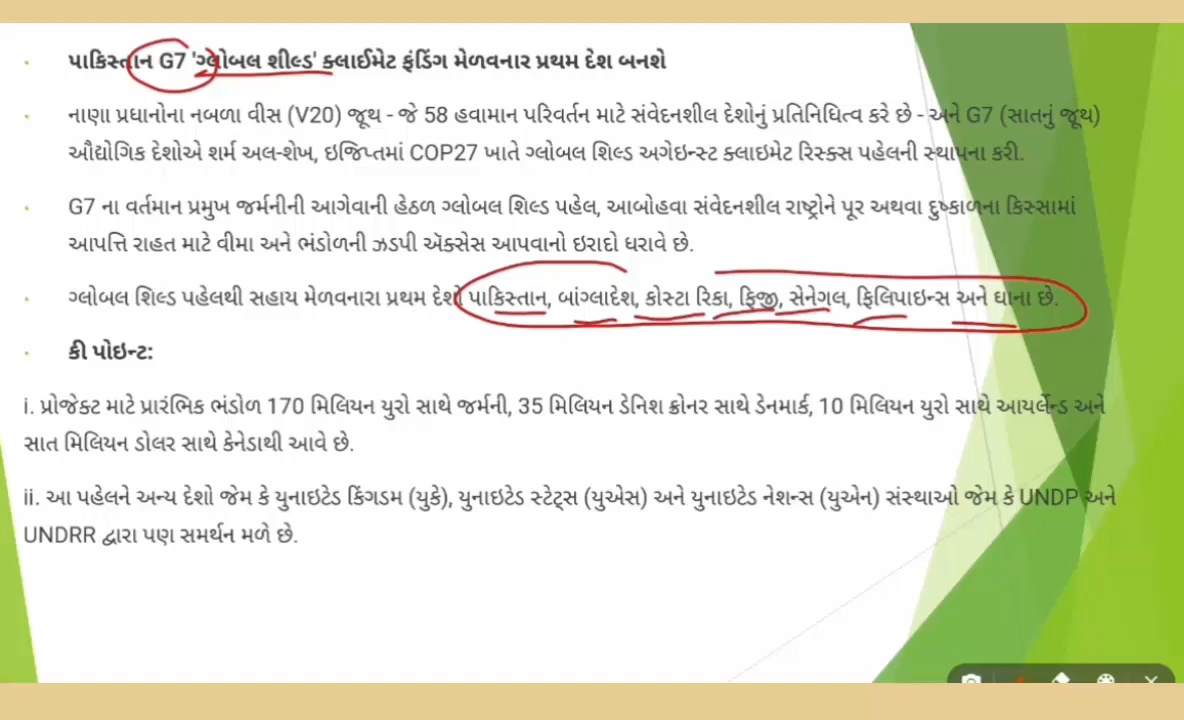 પાકિસ્તાન G7 'ગ્લોબલ શીલ્ડ' ક્લાઈમેટ ફંડિંગ મેળવનાર પ્રથમ દેશ બનશે
નાણા પ્રધાનોના નબળા વીસ (V20) જૂથ - જે 58 હવામાન પરિવર્તન માટે સંવેદનશીલ દેશોનું પ્રતિનિધિત્વ કરે છે - અને G7 (સાતનું જૂથ)
ઔદ્યોગિક દેશોએ શર્મ અલ-શેખ, ઇજિપ્તમાં COP27 ખાતે ગ્લોબલ શિલ્ડ અગેઇન્સ્ટ ક્લાઇમેટ રિસ્ક્સ પહેલની સ્થાપના કરી.
G7 ના વર્તમાન પ્રમુખ જર્મનીની આગેવાની હેઠળ ગ્લોબલ શિલ્ડ પહેલ, આબોહવા સંવેદનશીલ રાષ્ટ્રોને પૂર અથવા દુષ્કાળના કિસ્સામાં
આપત્તિ રાહત માટે વીમા અને ભંડોળની ઝડપી ઍક્સેસ આપવાનો ઇરાદો ધરાવે છે.
ગ્લોબલ શિલ્ડ પહેલથી સહાય મેળવનારા પ્રથમ દેશો પાકિસ્તાન, બાંગ્લાદેશ, કોસ્ટા રિકા, ફિજી, સેનેગલ, ફિલિપાઇન્સ અને ઘાના છે.
કી પોઇન્ટ:
i. પ્રોજેક્ટ માટે પ્રારંભિક ભંડોળ 170 મિલિયન યુરો સાથે જર્મની, 35 મિલિયન ડેનિશ ક્રોનર સાથે ડેનમાર્ક, 10 મિલિયન યુરો સાથે આયર્લેન્ડ અને
સાત મિલિયન ડોલર સાથે કેનેડાથી આવે છે.
ii. આ પહેલને અન્ય દેશો જેમ કે યુનાઇટેડ કિંગડમ (યુકે), યુનાઇટેડ સ્ટેટ્સ (યુએસ) અને યુનાઇટેડ નેશન્સ (યુએન) સંસ્થાઓ જેમ કે UNDP અને
UNDRR દ્વારા પણ સમર્થન મળે છે.